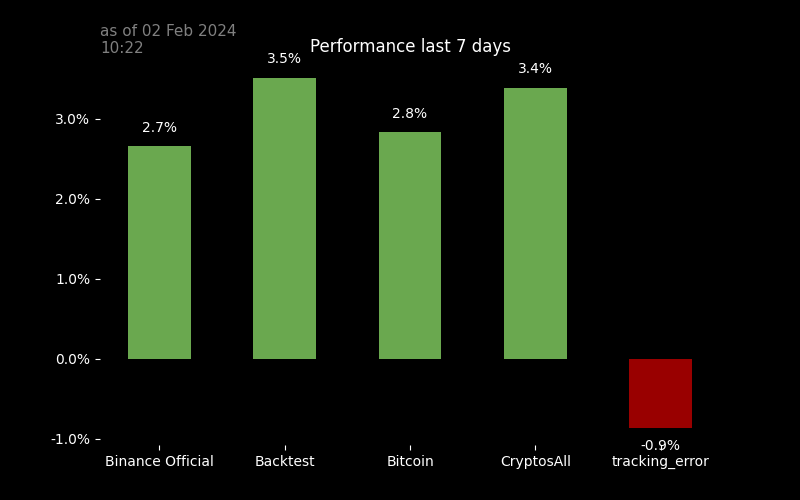 as of 02 Feb 2024
10:22
Performance last 7 days
3.5%
3.4%
2.8%
2.7%
3.0%
2.0%
1.0%
0.0%
-1.0%
-0.9%
Binance Official
Backtest
Bitcoin
CryptosAll
tracking_error